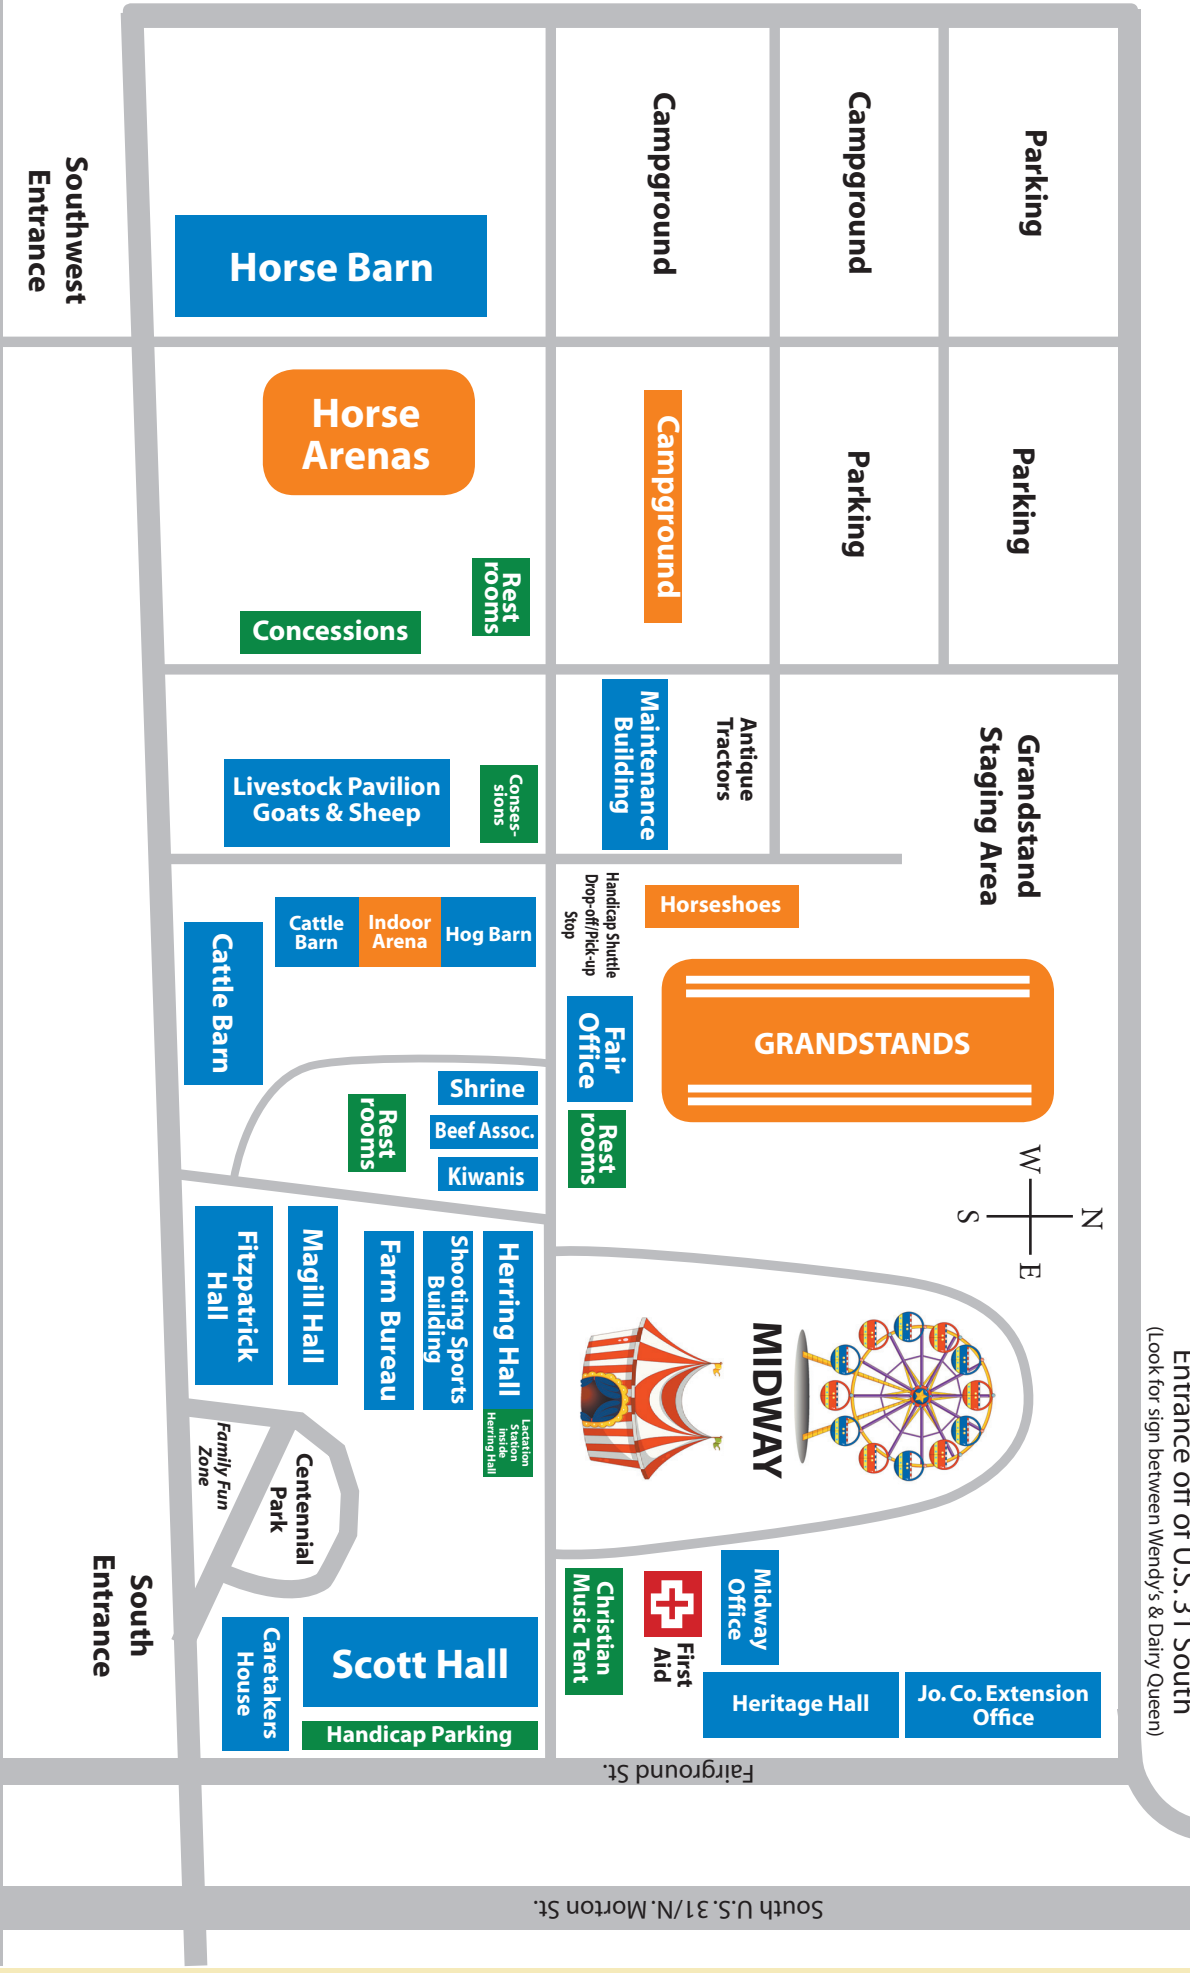 Entrance off of U.S. 31 South
(Look for sign between Wendy's & Dairy Queen)
Parking
Campground
Campground
Southwest
Entrance
Horse Barn
Parking
Parking
Campground
Horse
Arenas
Rest
rooms
Concessions
Grandstand
Staging Area
Antique
Tractors
Maintenance
Building
Livestock Pavilion
Goats & Sheep
Conses-
sions
Horseshoes
Handicap Shuttle
Drop-off/Pick-up
Stop
Cattle
Barn
Indoor
Arena
Hog Barn
Cattle Barn
GRANDSTANDS
Fair
Office
Rest
rooms
Shrine
Beef Assoc.
Kiwanis
Rest
rooms
N
W
E
S
MIDWAY
Herring Hall
Lactation
Station
inside
Herring Hall
Shooting Sports
Building
Farm Bureau
Magill Hall
Fitzpatrick
Hall
Centennial
Park
Family Fun
Zone
South
Entrance
Midway
Office
First
Aid
Christian
Music Tent
Heritage Hall
Jo. Co. Extension
Office
Scott Hall
Caretakers
House
Handicap Parking
Fairground St.
South U.S. 31/N. Morton St.